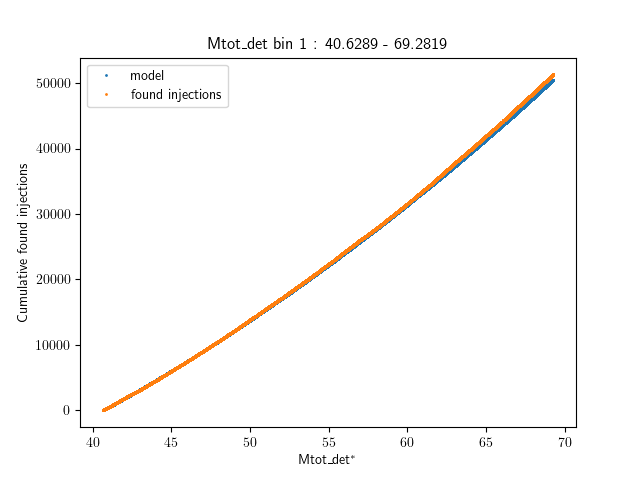 Mtot_det bin 1 : 40.6289 - 69.2819
model
found injections
50000
40000
30000
20000
10000
0
Cumulative found injections
40 45 50 55 60 65 70
Mtot_det*